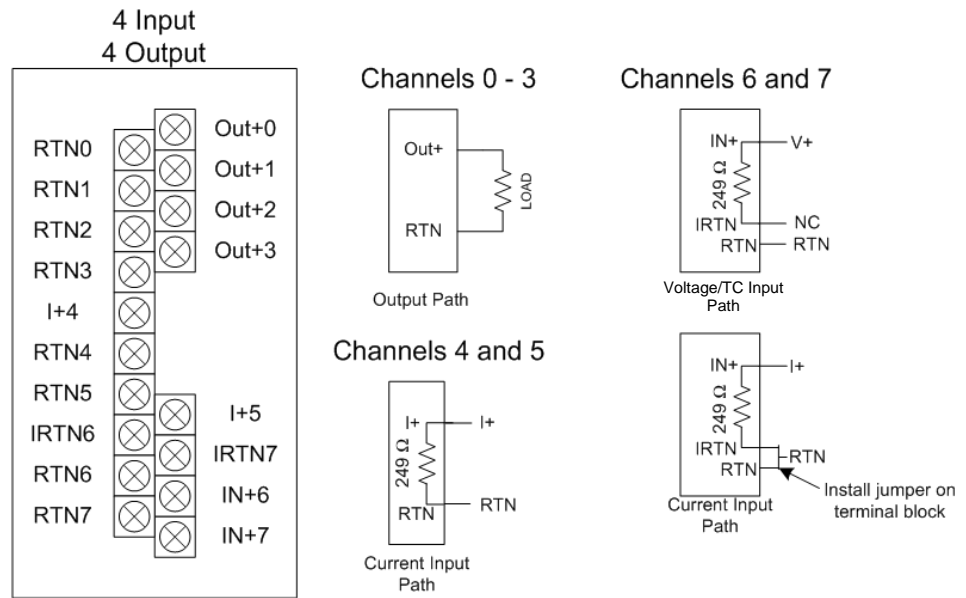 4 Input
4 Output
RTN0
RTN1
RTN2
RTN3
I+4
RTN4
RTN5
IRTN6
RTN6
RTN7
Out+0
Out+1
Out+2
Out+3
I+5
IRTN7
IN+6
IN+7
Channels 0 - 3
Out+
RTN
LOAD
Output Path
Channels 4 and 5
I+
I+
249 Ω
RTN
RTN
Current Input
Path
Channels 6 and 7
IN+
V+
249 Ω
IRTN
NC
RTN
RTN
Voltage/TC Input
Path
IN+
I+
249 Ω
IRTN
RTN
RTN
Install jumper on
terminal block
Current Input
Path